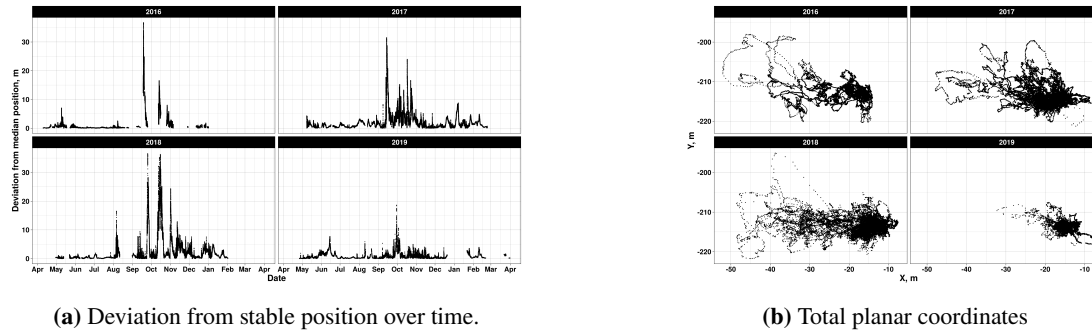 2016 2017
30
20
10
0
2018 2019
30
20
10
0
Deviation from median position, m
Apr May Jun Jul Aug Sep Oct Nov Dec Jan Feb Mar Apr Apr May Jun Jul Aug Sep Oct Nov Dec Jan Feb Mar Apr
Date
(a) Deviation from stable position over time.
2016 2017
-200
-210
-220
2018 2019
-200
-210
-220
Y, m
-50 -40 -30 -20 -10 -50 -40 -30 -20 -10
X, m
(b) Total planar coordinates